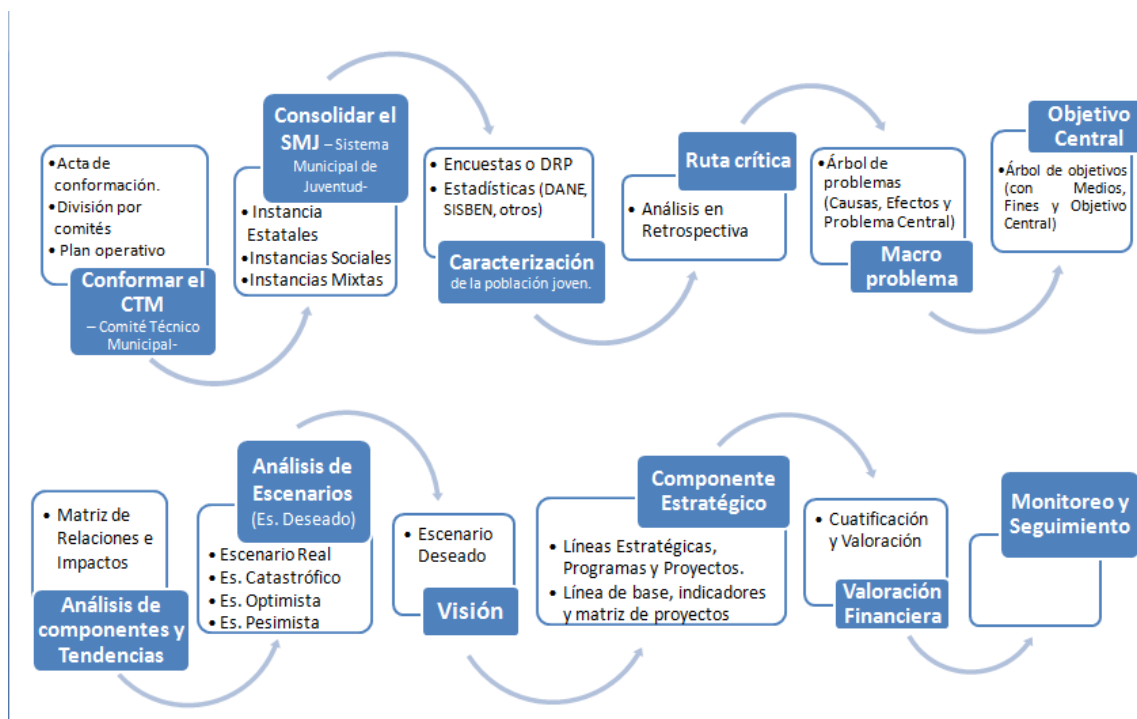 • Acta de
conformación.
• División por
comités
• Plan operativo
Conformar el
CTM
– Comité Técnico
Municipal-
Consolidar el
SMJ – Sistema
Municipal de
Juventud-
• Instancia
Estatales
• Instancias Sociales
• Instancias Mixtas
• Encuestas o DRP
• Estadísticas (DANE,
SISBEN, otros)
Caracterización
de la población joven.
Ruta crítica
• Análisis en
Retrospectiva
• Árbol de
problemas
(Causas, Efectos y
Problema Central)
Macro
problema
Objetivo
Central
• Árbol de objetivos
(con Medios,
Fines y Objetivo
Central)
• Matriz de
Relaciones e
Impactos
Análisis de
componentes y
Tendencias
Análisis de
Escenarios
(Es. Deseado)
• Escenario Real
• Es. Catastrófico
• Es. Optimista
• Es. Pesimista
• Escenario
Deseado
Visión
Componente
Estratégico
• Líneas Estratégicas,
Programas y Proyectos.
• Línea de base, indicadores
y matriz de proyectos
• Cuatificación
y Valoración
Valoración
Financiera
Monitoreo y
Seguimiento